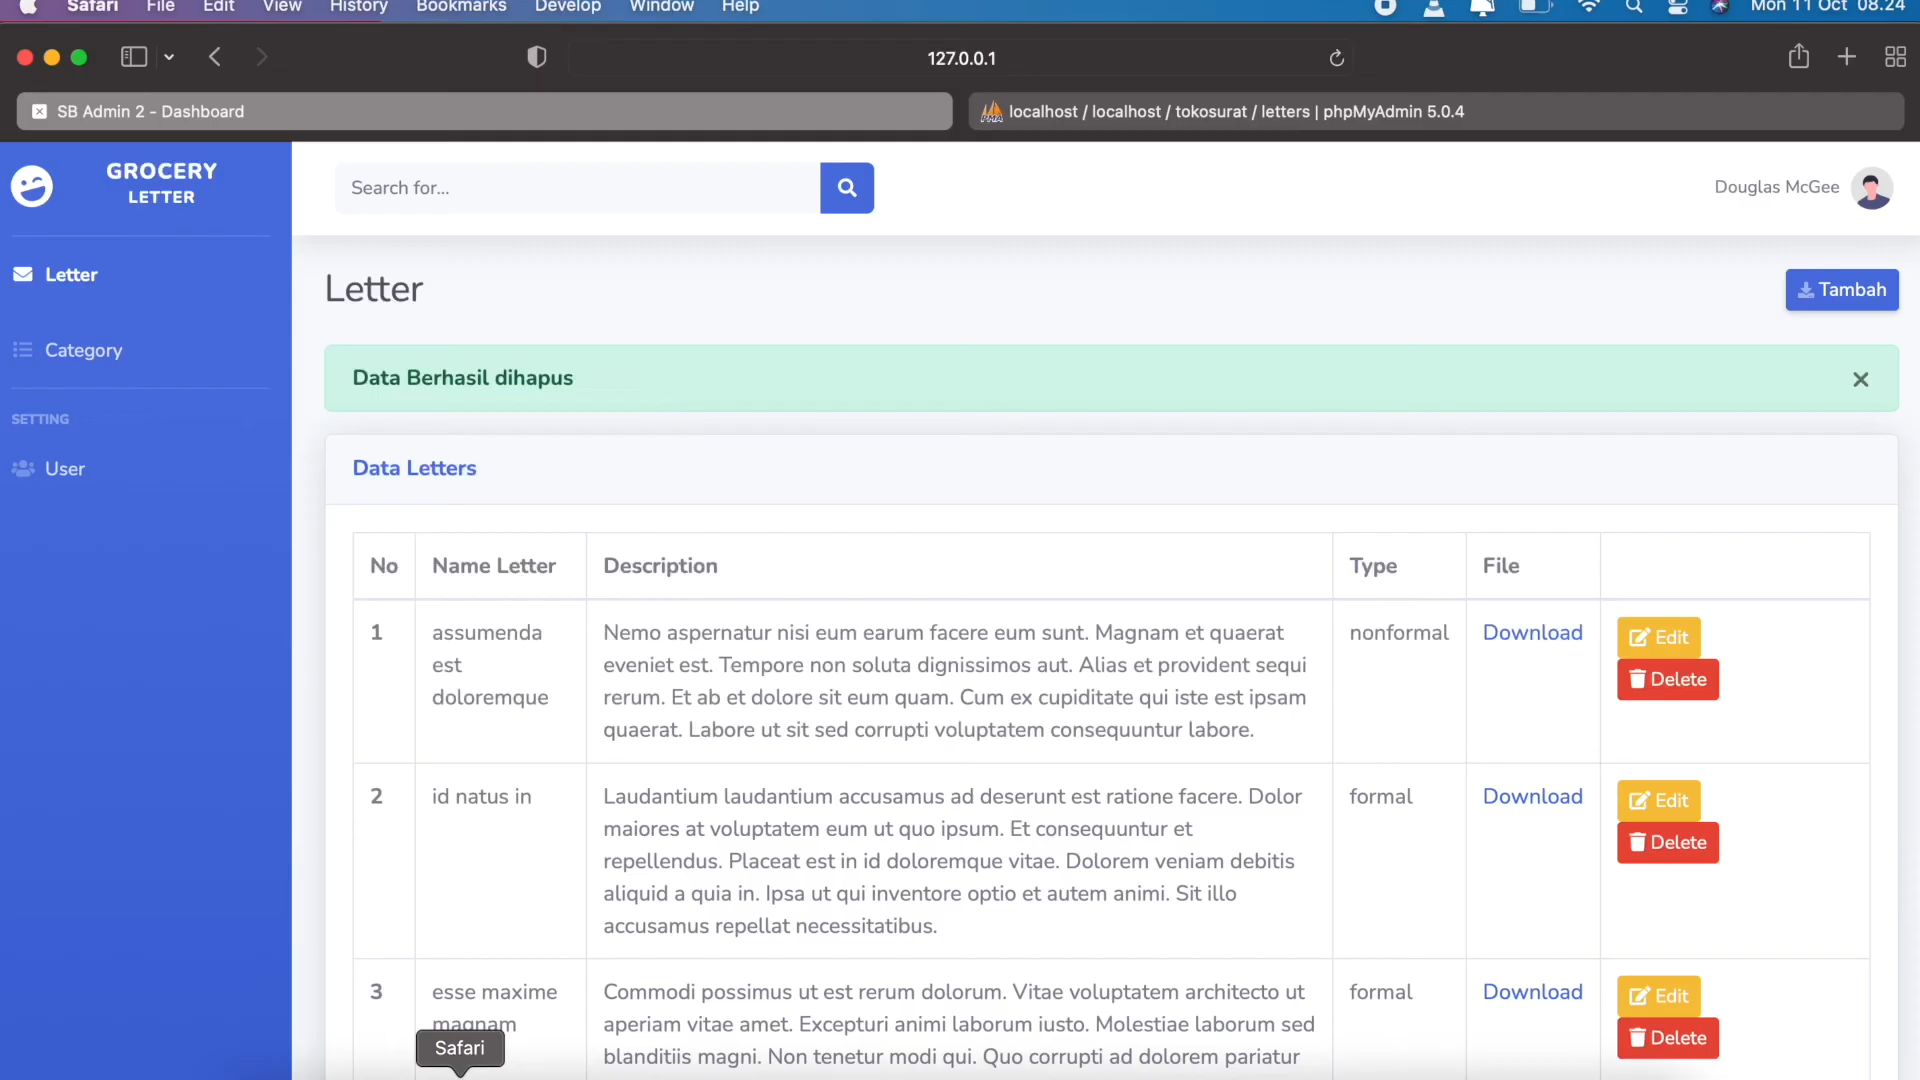 Safari File Edit View History Bookmarks Develop Window Help Mon 11 Oct 08.24
127.0.0.1
SB Admin 2 - Dashboard
localhost / localhost / tokosurat / letters | phpMyAdmin 5.0.4
GROCERY
LETTER
Search for...
Douglas McGee
Letter
Category
SETTING
User
Letter
Tambah
Data Berhasil dihapus
Data Letters
No Name Letter Description Type File
1 assumenda Nemo aspernatur nisi eum earum facere eum sunt. Magnam et quaerat nonformal Download Edit
est eveniet est. Tempore non soluta dignissimos aut. Alias et provident sequi Delete
doloremque rerum. Et ab et dolore sit eum quam. Cum ex cupiditate qui iste est ipsam
quaerat. Labore ut sit sed corrupti voluptatem consequuntur labore.
2 id natus in Laudantium laudantium accusamus ad deserunt est ratione facere. Dolor formal Download Edit
maiores at voluptatem eum ut quo ipsum. Et consequuntur et Delete
repellendus. Placeat est in id doloremque vitae. Dolorem veniam debitis
aliquid a quia in. Ipsa ut qui inventore optio et autem animi. Sit illo
accusamus repellat necessitatibus.
3 esse maxime Commodi possimus ut est rerum dolorum. Vitae voluptatem architecto ut formal Download Edit
magnam aperiam vitae amet. Excepturi animi laborum iusto. Molestiae laborum sed Delete
blanditiis magni. Non tenetur modi qui. Quo corrupti ad dolorem pariatur
Safari